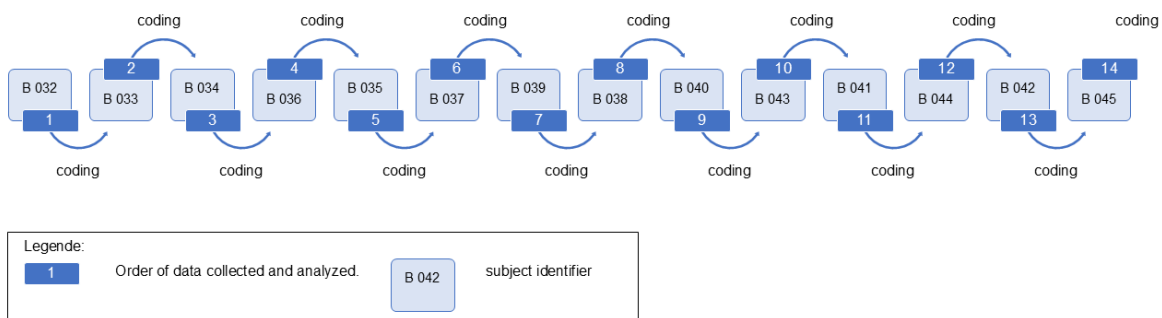 coding coding coding coding coding coding coding
2 4 6 8 10 12 14
B 032 B 033 B 034 B 036 B 035 B 037 B 039 B 038 B 040 B 043 B 041 B 044 B 042 B 045
1 3 5 7 9 11 13
coding coding coding coding coding coding coding
Legende:
1 Order of data collected and analyzed. B 042 subject identifier